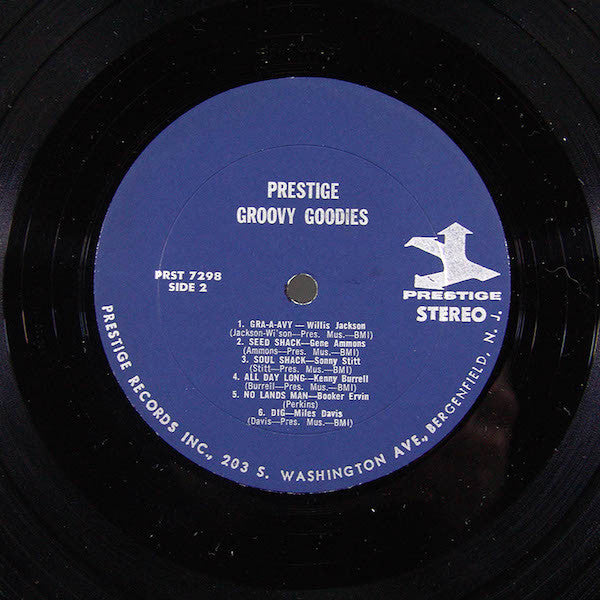 PRESTIGE
GROOVY GOODIES
PRST 7298
SIDE 2
PRESTIGE
STEREO
1. GRA-A-AVY — Willis Jackson
(Jackson-Wi'son—Pres. Mus.—BMI)
2. SEED SHACK—Gene Ammons
(Ammons—Pres. Mus.—BMI)
3. SOUL SHACK—Sonny Stitt
(Stitt—Pres. Mus.—BMI)
4. ALL DAY LONG—Kenny Burrell
(Burrell—Pres. Mus.—BMI)
5. NO LANDS MAN—Booker Ervin
(Perkins)
6. DIG—Miles Davis
(Davis—Pres. Mus.—BMI)
PRESTIGE RECORDS INC., 203 S. WASHINGTON AVE., BERGENFIELD, N. J.